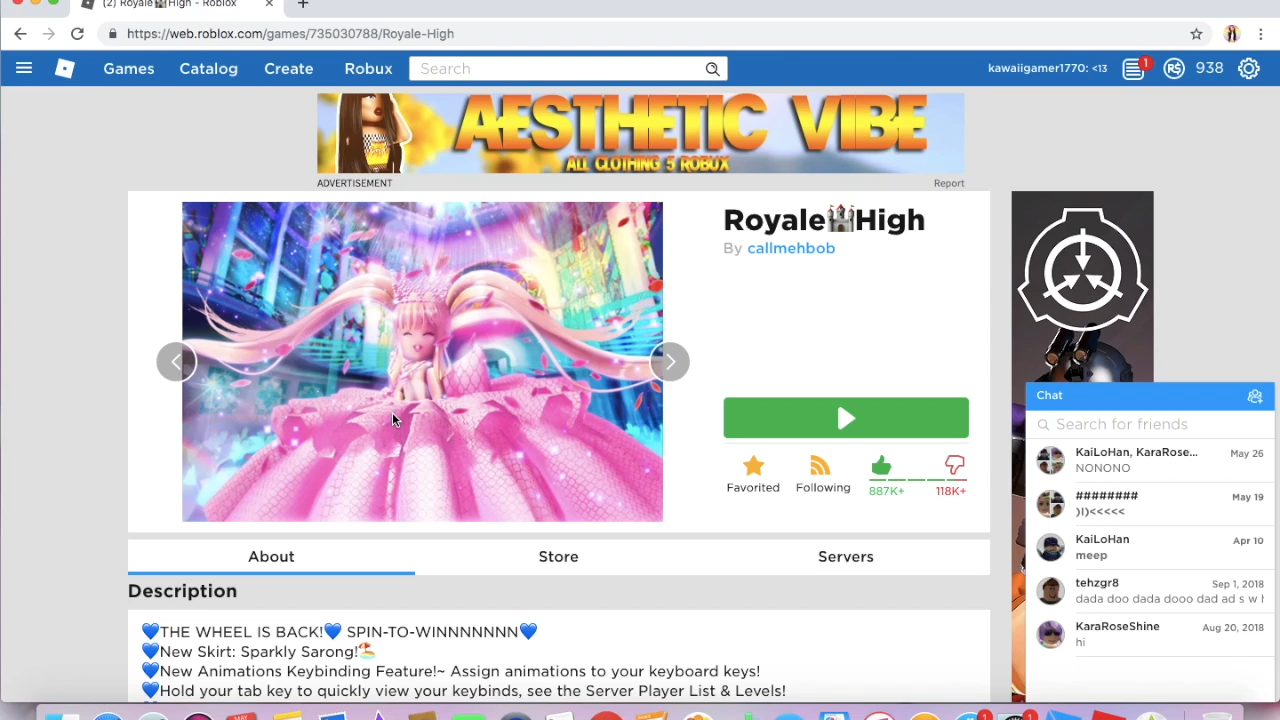 (2) Royale🏰High - Roblox
https://web.roblox.com/games/735030788/Royale-High
Games Catalog Create Robux Search kawaiigamer1770: <13 1 R$ 938
AESTHETIC VIBE
ALL CLOTHING 5 ROBUX
ADVERTISEMENT Report
Royale🏰High
By callmehbob
Favorited Following 887K+ 118K+
About Store Servers
Description
💙THE WHEEL IS BACK!💙 SPIN-TO-WINNNNNNN💙
💙New Skirt: Sparkly Sarong!🏖
💙New Animations Keybinding Feature!~ Assign animations to your keyboard keys!
💙Hold your tab key to quickly view your keybinds, see the Server Player List & Levels!
Chat
Search for friends
KaiLoHan, KaraRose... May 26
NONONO
######## May 19
)I)<<<<<
KaiLoHan Apr 10
meep
tehzgr8 Sep 1, 2018
dada doo dada dooo dad ad s w
KaraRoseShine Aug 20, 2018
hi
MAY
1
1